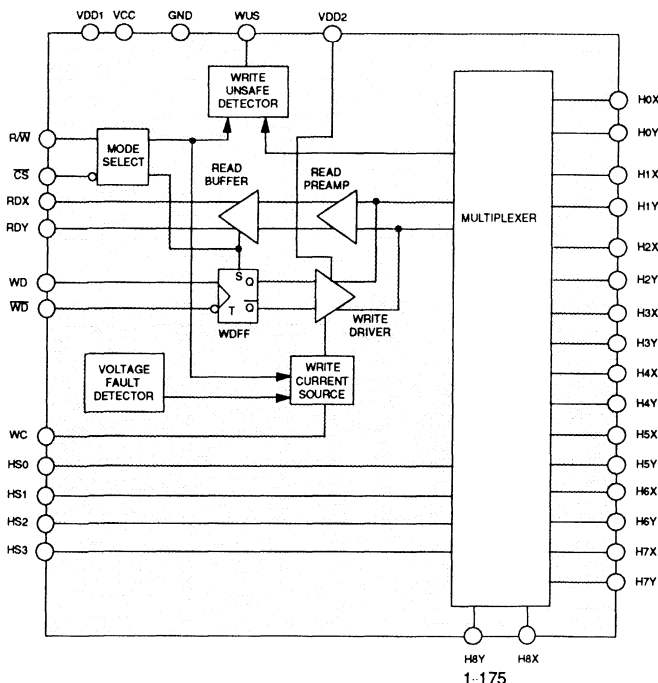 VDD1 VCC GND WUS VDD2
WRITE
UNSAFE
DETECTOR
R/W̅
MODE
SELECT
C̅S̅
RDX
RDY
READ
BUFFER
READ
PREAMP
MULTIPLEXER
WD
W̅D̅
S Q
T Q̅
WDFF
WRITE
DRIVER
VOLTAGE
FAULT
DETECTOR
WRITE
CURRENT
SOURCE
WC
HS0
HS1
HS2
HS3
H0X
H0Y
H1X
H1Y
H2X
H2Y
H3X
H3Y
H4X
H4Y
H5X
H5Y
H6X
H6Y
H7X
H7Y
H8Y H8X
1-175